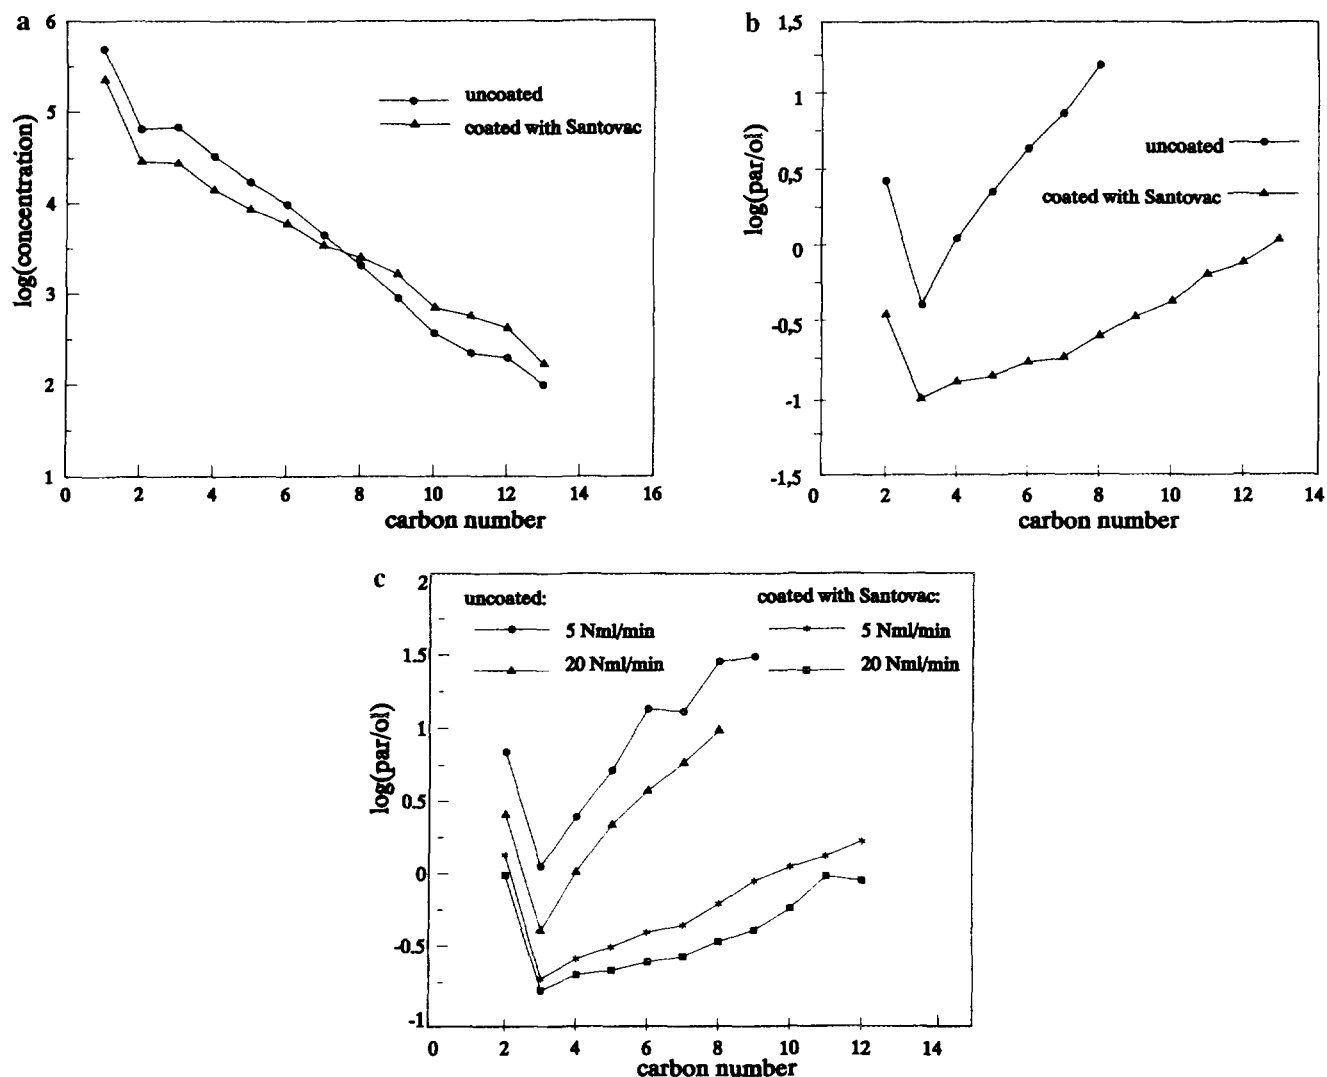 a
6
5
4
3
2
1
log(concentration)
uncoated
coated with Santovac
0 2 4 6 8 10 12 14 16
carbon number
b
1,5
1
0,5
0
-0,5
-1
-1,5
log(par/ol)
uncoated
coated with Santovac
0 2 4 6 8 10 12 14
carbon number
c
2
1.5
1
0.5
0
-0.5
-1
log(par/ol)
uncoated:
5 Nml/min
20 Nml/min
coated with Santovac:
5 Nml/min
20 Nml/min
0 2 4 6 8 10 12 14
carbon number